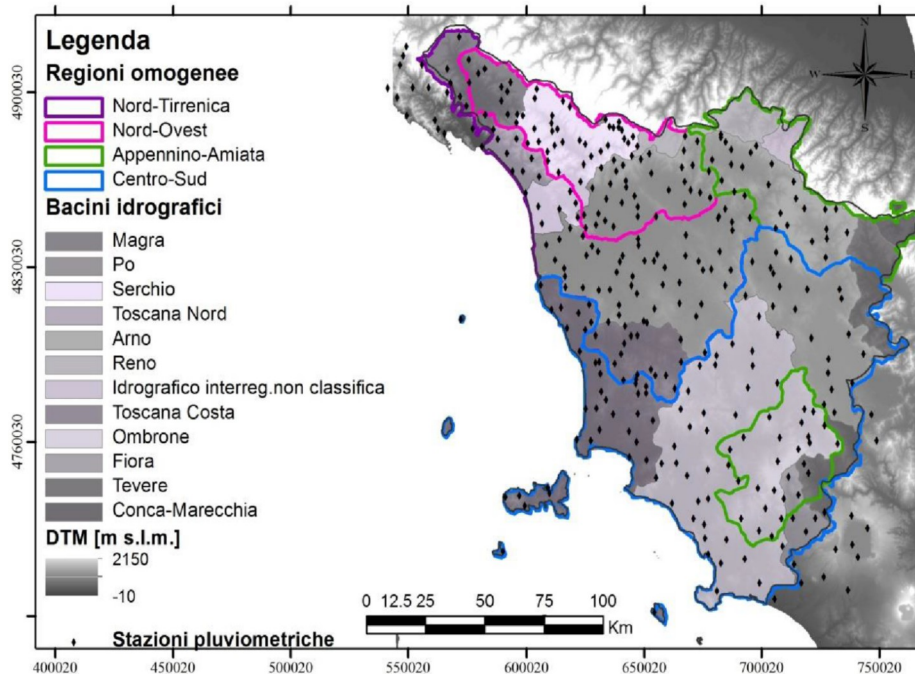 Legenda
Regioni omogenee
Nord-Tirrenica
Nord-Ovest
Appennino-Amiata
Centro-Sud
Bacini idrografici
Magra
Po
Serchio
Toscana Nord
Arno
Reno
Idrografico interreg.non classifica
Toscana Costa
Ombrone
Fiora
Tevere
Conca-Marecchia
DTM [m s.l.m.]
2150
-10
Stazioni pluviometriche
N
W E
S
0 12.5 25 50 75 100
Km
4900030
4830030
4760030
400020 450020 500020 550020 600020 650020 700020 750020